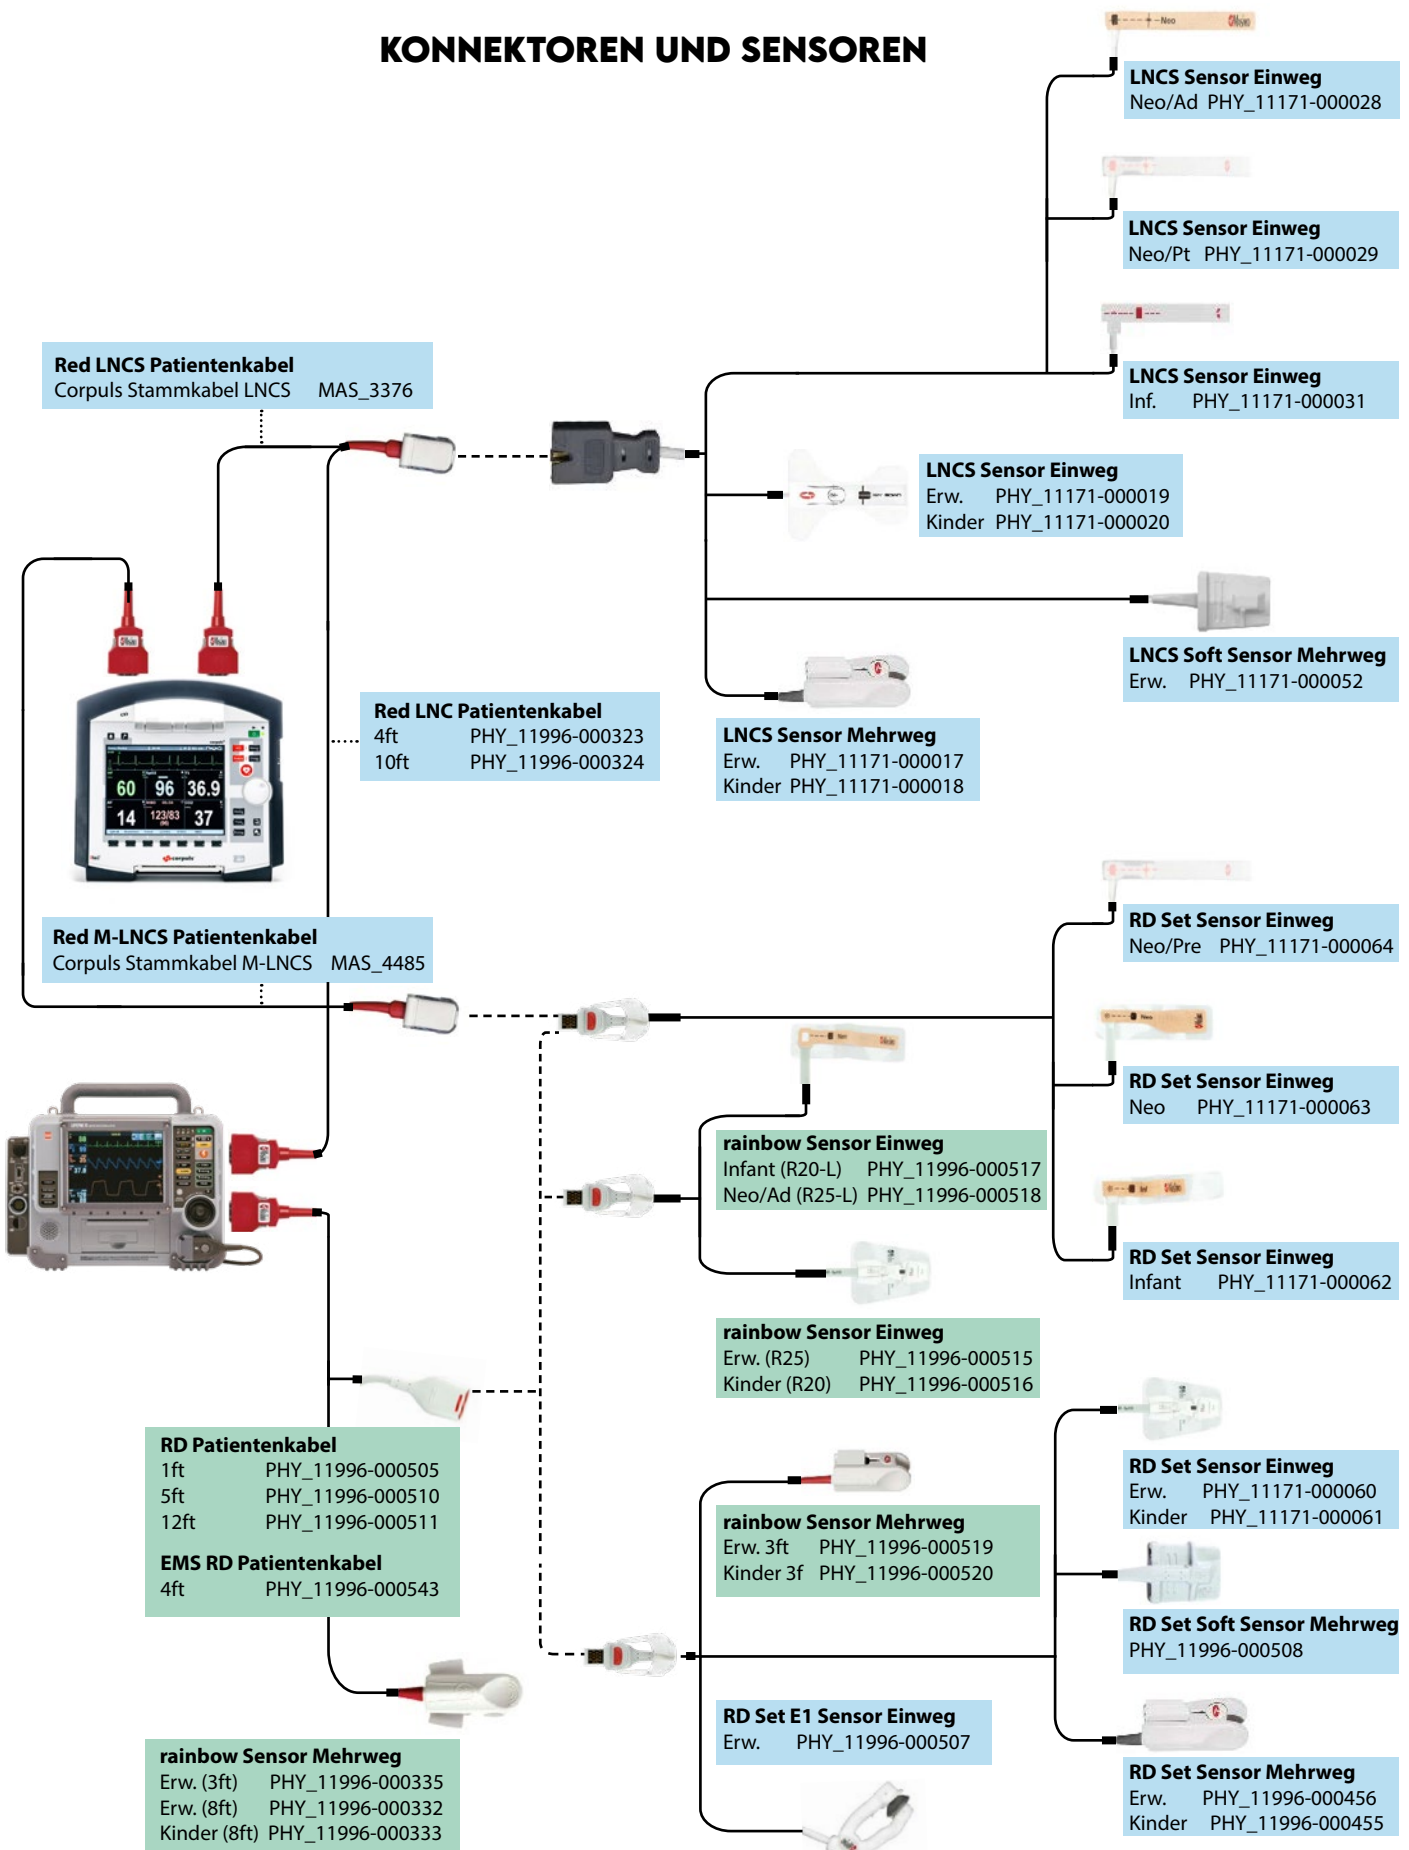 KONNEKTOREN UND SENSOREN
Neo
Masimo
LNCS Sensor Einweg
Neo/Ad PHY_11171-000028
LNCS Sensor Einweg
Neo/Pt PHY_11171-000029
LNCS Sensor Einweg
Inf. PHY_11171-000031
Red LNCS Patientenkabel
Corpuls Stammkabel LNCS MAS_3376
LNCS Sensor Einweg
Erw. PHY_11171-000019
Kinder PHY_11171-000020
LNCS Soft Sensor Mehrweg
Erw. PHY_11171-000052
Red LNC Patientenkabel
4ft PHY_11996-000323
10ft PHY_11996-000324
LNCS Sensor Mehrweg
Erw. PHY_11171-000017
Kinder PHY_11171-000018
60 96 36.9
14 123/83 37
corpuls
Red M-LNCS Patientenkabel
Corpuls Stammkabel M-LNCS MAS_4485
RD Set Sensor Einweg
Neo/Pre PHY_11171-000064
Neo
RD Set Sensor Einweg
Neo PHY_11171-000063
rainbow Sensor Einweg
Infant (R20-L) PHY_11996-000517
Neo/Ad (R25-L) PHY_11996-000518
RD Set Sensor Einweg
Infant PHY_11171-000062
rainbow Sensor Einweg
Erw. (R25) PHY_11996-000515
Kinder (R20) PHY_11996-000516
RD Patientenkabel
1ft PHY_11996-000505
5ft PHY_11996-000510
12ft PHY_11996-000511
EMS RD Patientenkabel
4ft PHY_11996-000543
rainbow Sensor Mehrweg
Erw. 3ft PHY_11996-000519
Kinder 3f PHY_11996-000520
RD Set Sensor Einweg
Erw. PHY_11171-000060
Kinder PHY_11171-000061
RD Set Soft Sensor Mehrweg
PHY_11996-000508
RD Set E1 Sensor Einweg
Erw. PHY_11996-000507
rainbow Sensor Mehrweg
Erw. (3ft) PHY_11996-000335
Erw. (8ft) PHY_11996-000332
Kinder (8ft) PHY_11996-000333
RD Set Sensor Mehrweg
Erw. PHY_11996-000456
Kinder PHY_11996-000455